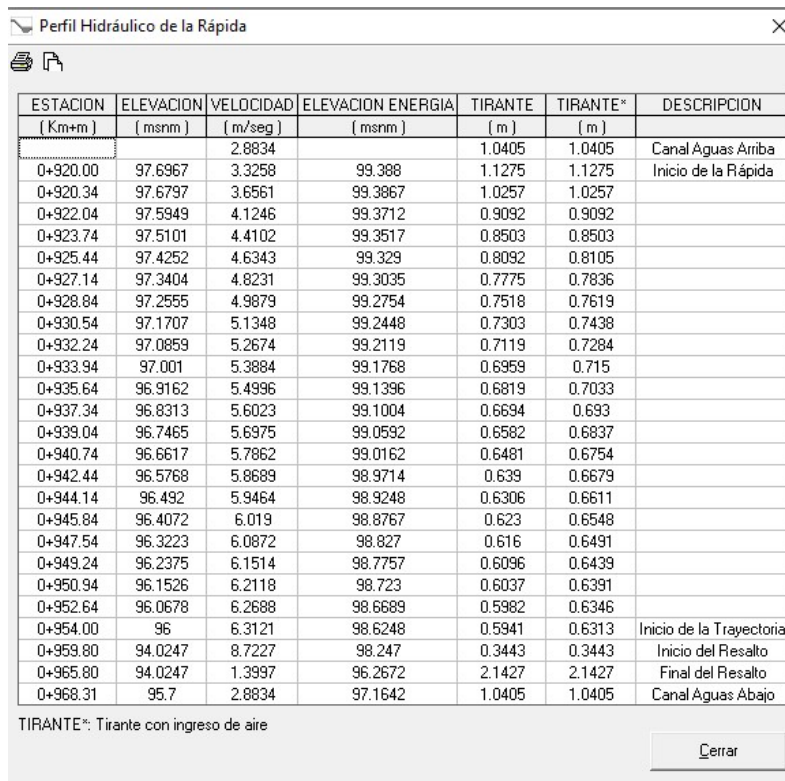 Perfil Hidráulico de la Rápida
ESTACION ELEVACION VELOCIDAD ELEVACION ENERGIA TIRANTE TIRANTE* DESCRIPCION
(Km+m) (msnm) (m/seg) (msnm) (m) (m)
2.8834 1.0405 1.0405 Canal Aguas Arriba
0+920.00 97.6967 3.3258 99.388 1.1275 1.1275 Inicio de la Rápida
0+920.34 97.6797 3.6561 99.3867 1.0257 1.0257
0+922.04 97.5949 4.1246 99.3712 0.9092 0.9092
0+923.74 97.5101 4.4102 99.3517 0.8503 0.8503
0+925.44 97.4252 4.6343 99.329 0.8092 0.8105
0+927.14 97.3404 4.8231 99.3035 0.7775 0.7836
0+928.84 97.2555 4.9879 99.2754 0.7518 0.7619
0+930.54 97.1707 5.1348 99.2448 0.7303 0.7438
0+932.24 97.0859 5.2674 99.2119 0.7119 0.7284
0+933.94 97.001 5.3884 99.1768 0.6959 0.715
0+935.64 96.9162 5.4996 99.1396 0.6819 0.7033
0+937.34 96.8313 5.6023 99.1004 0.6694 0.693
0+939.04 96.7465 5.6975 99.0592 0.6582 0.6837
0+940.74 96.6617 5.7862 99.0162 0.6481 0.6754
0+942.44 96.5768 5.8689 98.9714 0.639 0.6679
0+944.14 96.492 5.9464 98.9248 0.6306 0.6611
0+945.84 96.4072 6.019 98.8767 0.623 0.6548
0+947.54 96.3223 6.0872 98.827 0.616 0.6491
0+949.24 96.2375 6.1514 98.7757 0.6096 0.6439
0+950.94 96.1526 6.2118 98.723 0.6037 0.6391
0+952.64 96.0678 6.2688 98.6689 0.5982 0.6346
0+954.00 96 6.3121 98.6248 0.5941 0.6313 Inicio de la Trayectoria
0+959.80 94.0247 8.7227 98.247 0.3443 0.3443 Inicio del Resalto
0+965.80 94.0247 1.3997 96.2672 2.1427 2.1427 Final del Resalto
0+968.31 95.7 2.8834 97.1642 1.0405 1.0405 Canal Aguas Abajo
TIRANTE*: Tirante con ingreso de aire
Cerrar